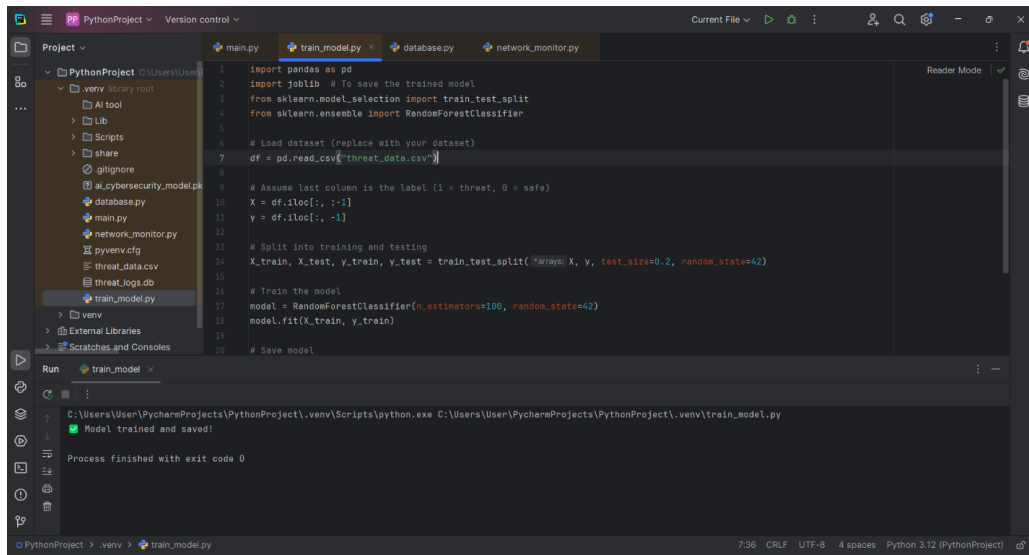 PP PythonProject Version control Current File
Project main.py train_model.py database.py network_monitor.py
PythonProject C:\Users\User\
.venv library root
AI tool
Lib
Scripts
share
.gitignore
ai_cybersecurity_model.pk
database.py
main.py
network_monitor.py
pyvenv.cfg
threat_data.csv
threat_logs.db
train_model.py
venv
External Libraries
Scratches and Consoles
Reader Mode
1 import pandas as pd
2 import joblib # To save the trained model
3 from sklearn.model_selection import train_test_split
4 from sklearn.ensemble import RandomForestClassifier
5
6 # Load dataset (replace with your dataset)
7 df = pd.read_csv("threat_data.csv")
8
9 # Assume last column is the label (1 = threat, 0 = safe)
10 X = df.iloc[:, :-1]
11 y = df.iloc[:, -1]
12
13 # Split into training and testing
14 X_train, X_test, y_train, y_test = train_test_split( *arrays: X, y, test_size=0.2, random_state=42)
15
16 # Train the model
17 model = RandomForestClassifier(n_estimators=100, random_state=42)
18 model.fit(X_train, y_train)
19
20 # Save model
Run train_model
C:\Users\User\PycharmProjects\PythonProject\.venv\Scripts\python.exe C:\Users\User\PycharmProjects\PythonProject\.venv\train_model.py
✅ Model trained and saved!
Process finished with exit code 0
PythonProject > .venv > train_model.py 7:36 CRLF UTF-8 4 spaces Python 3.12 (PythonProject)